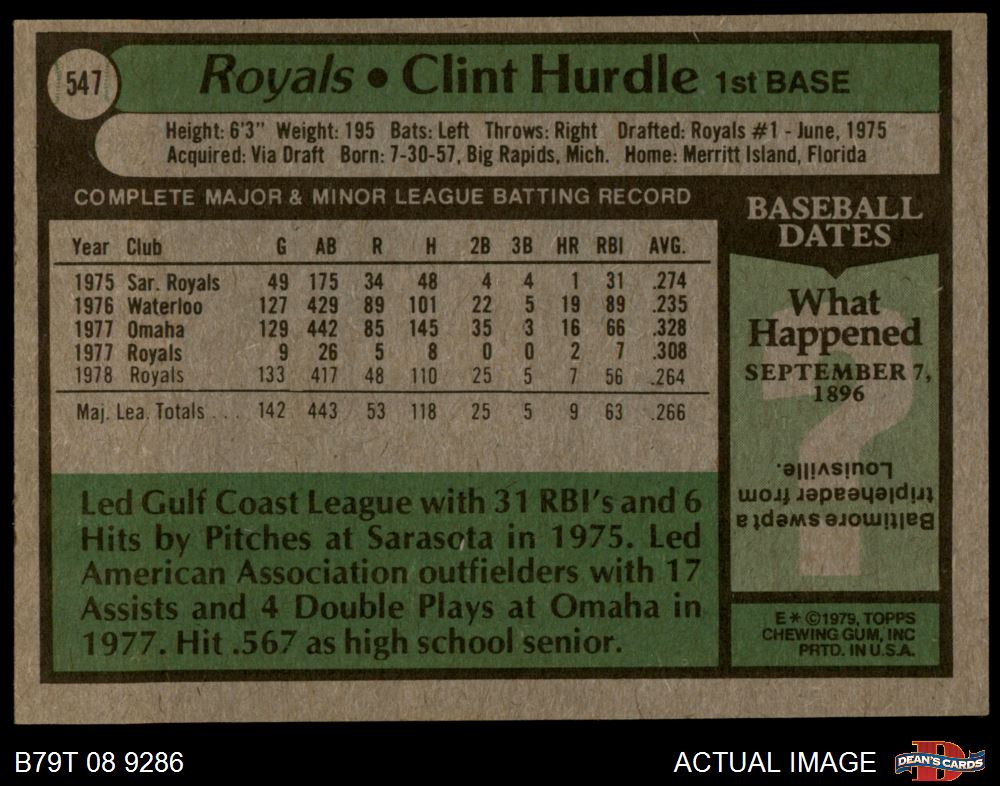 547
Royals • Clint Hurdle 1st BASE
Height: 6'3" Weight: 195 Bats: Left Throws: Right Drafted: Royals #1 - June, 1975
Acquired: Via Draft Born: 7-30-57, Big Rapids, Mich. Home: Merritt Island, Florida
COMPLETE MAJOR & MINOR LEAGUE BATTING RECORD
Year Club G AB R H 2B 3B HR RBI AVG.
1975 Sar. Royals 49 175 34 48 4 4 1 31 .274
1976 Waterloo 127 429 89 101 22 5 19 89 .235
1977 Omaha 129 442 85 145 35 3 16 66 .328
1977 Royals 9 26 5 8 0 0 2 7 .308
1978 Royals 133 417 48 110 25 5 7 56 .264
Maj. Lea. Totals . . . 142 443 53 118 25 5 9 63 .266
Led Gulf Coast League with 31 RBI's and 6
Hits by Pitches at Sarasota in 1975. Led
American Association outfielders with 17
Assists and 4 Double Plays at Omaha in
1977. Hit .567 as high school senior.
BASEBALL
DATES
What
Happened
SEPTEMBER 7,
1896
?
Baltimore swept a
tripleheader from
Louisville.
E * ©1979, TOPPS
CHEWING GUM, INC
PRTD. IN U.S.A.
B79T 08 9286
ACTUAL IMAGE
D
DEAN'S CARDS